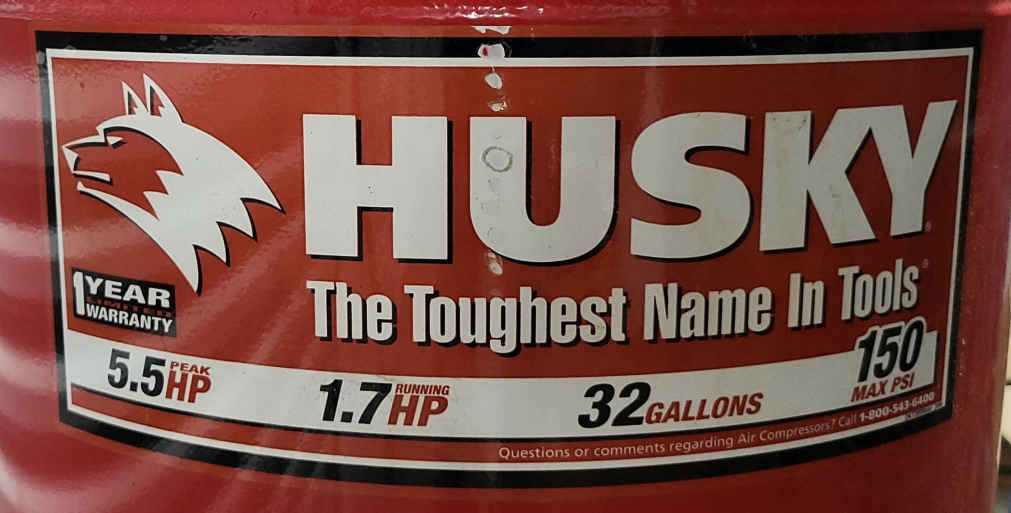 HUSKY
The Toughest Name In Tools®
1 YEAR
LIMITED
WARRANTY
5.5 PEAK HP
1.7 RUNNING HP
32 GALLONS
150 MAX PSI
Questions or comments regarding Air Compressors? Call 1-800-543-6400